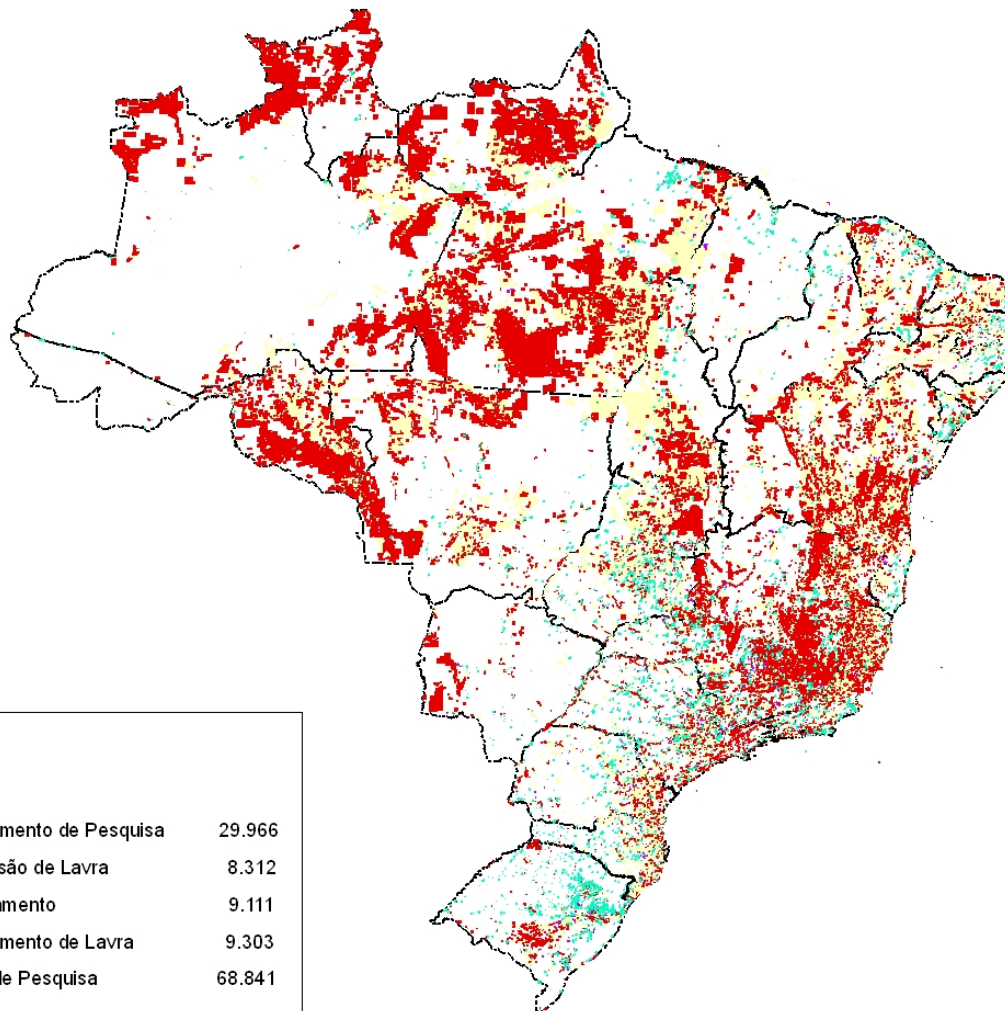 mento de Pesquisa 29.966
são de Lavra 8.312
amento 9.111
mento de Lavra 9.303
de Pesquisa 68.841